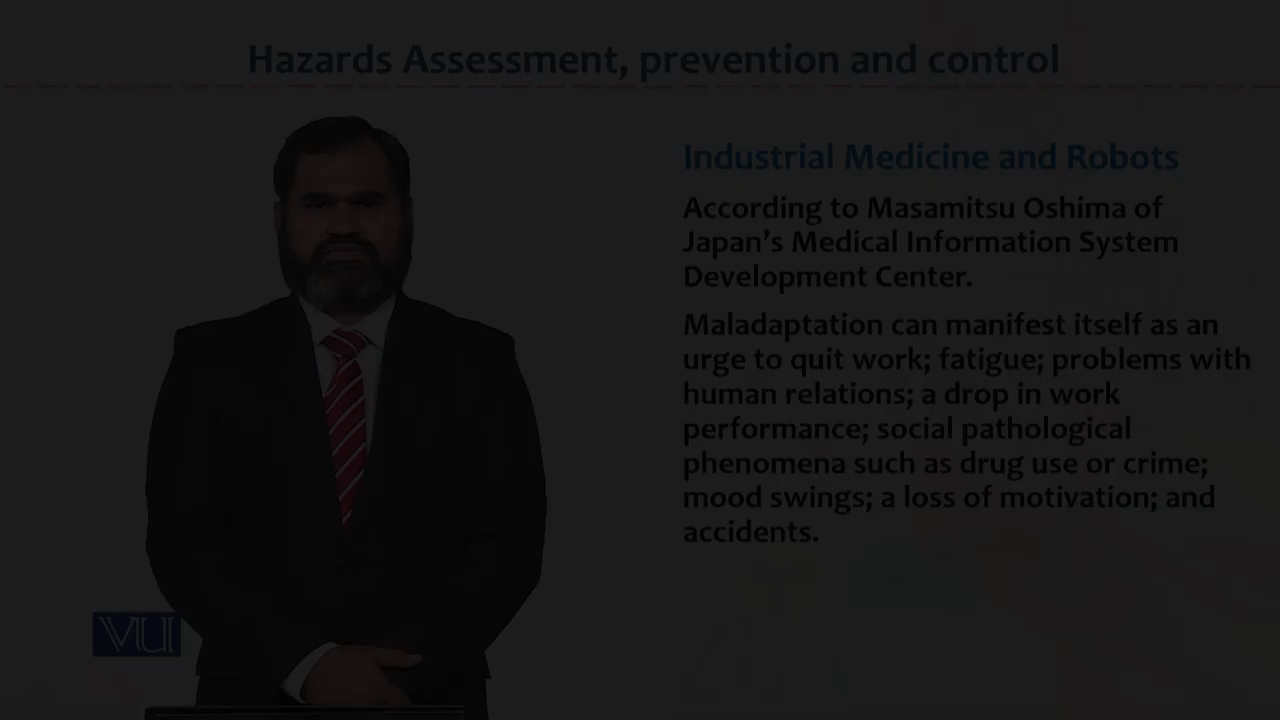 Hazards Assessment, prevention and control
Industrial Medicine and Robots
According to Masamitsu Oshima of
Japan's Medical Information System
Development Center.
Maladaptation can manifest itself as an
urge to quit work; fatigue; problems with
human relations; a drop in work
performance; social pathological
phenomena such as drug use or crime;
mood swings; a loss of motivation; and
accidents.
VU